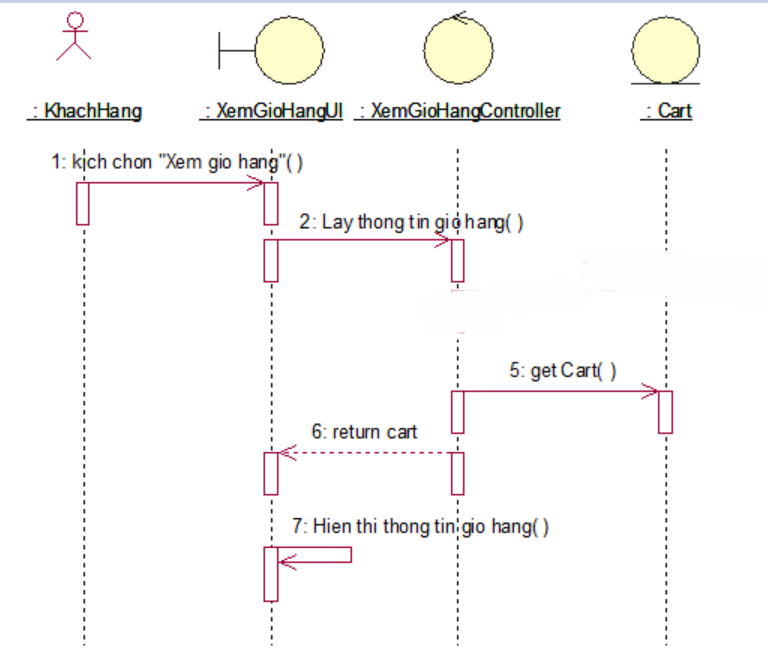 : KhachHang
: XemGioHangUI
: XemGioHangController
: Cart
1: kich chon "Xem gio hang"( )
2: Lay thong tin gio hang( )
5: get Cart( )
6: return cart
7: Hien thi thong tin gio hang( )